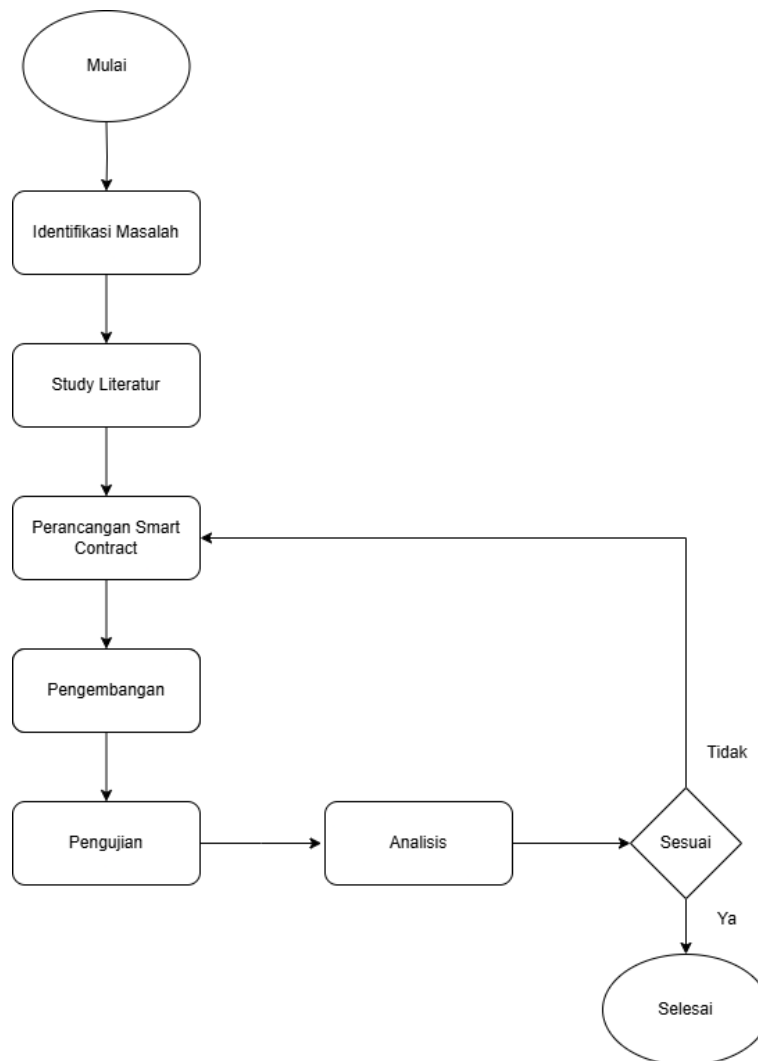 Mulai
Identifikasi Masalah
Study Literatur
Perancangan Smart
Contract
Pengembangan
Pengujian
Analisis
Sesuai
Tidak
Ya
Selesai